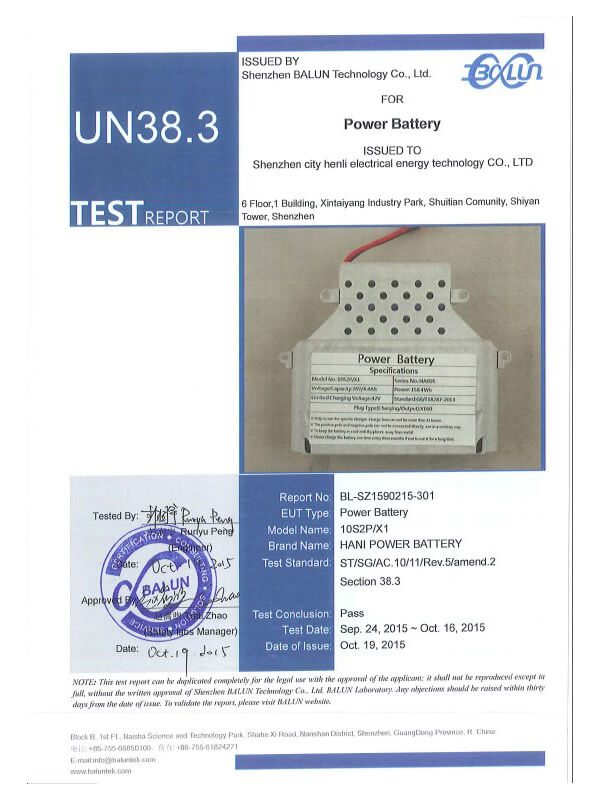 UN38.3
TEST REPORT
ISSUED BY
Shenzhen BALUN Technology Co., Ltd.
BALUN
FOR
Power Battery
ISSUED TO
Shenzhen city henli electrical energy technology CO., LTD
6 Floor,1 Building, Xintaiyang Industry Park, Shuitian Comunity, Shiyan
Tower, Shenzhen
Power Battery
Specifications
Model No.:10S2P/X1 Series No.:HA005
Voltage/Capacity:36V/4.4Ah Power:158.4Wh
Limited Charging Voltage:42V Standard:GB/T18287-2013
Plug Type(Charging/Output):XT60
Report No: BL-SZ1590215-301
EUT Type: Power Battery
Model Name: 10S2P/X1
Brand Name: HANI POWER BATTERY
Test Standard: ST/SG/AC.10/11/Rev.5/amend.2
Section 38.3
Test Conclusion: Pass
Test Date: Sep. 24, 2015 ~ Oct. 16, 2015
Date of Issue: Oct. 19, 2015
Tested By: Runyu Peng
Runyu Peng
(Engineer)
Date: Oct. 19. 2015
Approved By:
Zhao
(Safety labs Manager)
Date: Oct. 19. 2015
CERTIFICATION CONSULTING SOLUTION SERVICE
BALUN
NOTE: This test report can be duplicated completely for the legal use with the approval of the applicant; it shall not be reproduced except in
full, without the written approval of Shenzhen BALUN Technology Co., Ltd. BALUN Laboratory. Any objections should be raised within thirty
days from the date of issue. To validate the report, please visit BALUN website.
Block B, 1st FL, Baisha Science and Technology Park, Shahe Xi Road, Nanshan District, Shenzhen, GuangDong Province, P. R. China
电话: +86-755-66850100, 传真: +86-755-61824271
E-mail:info@baluntek.com
www.baluntek.com